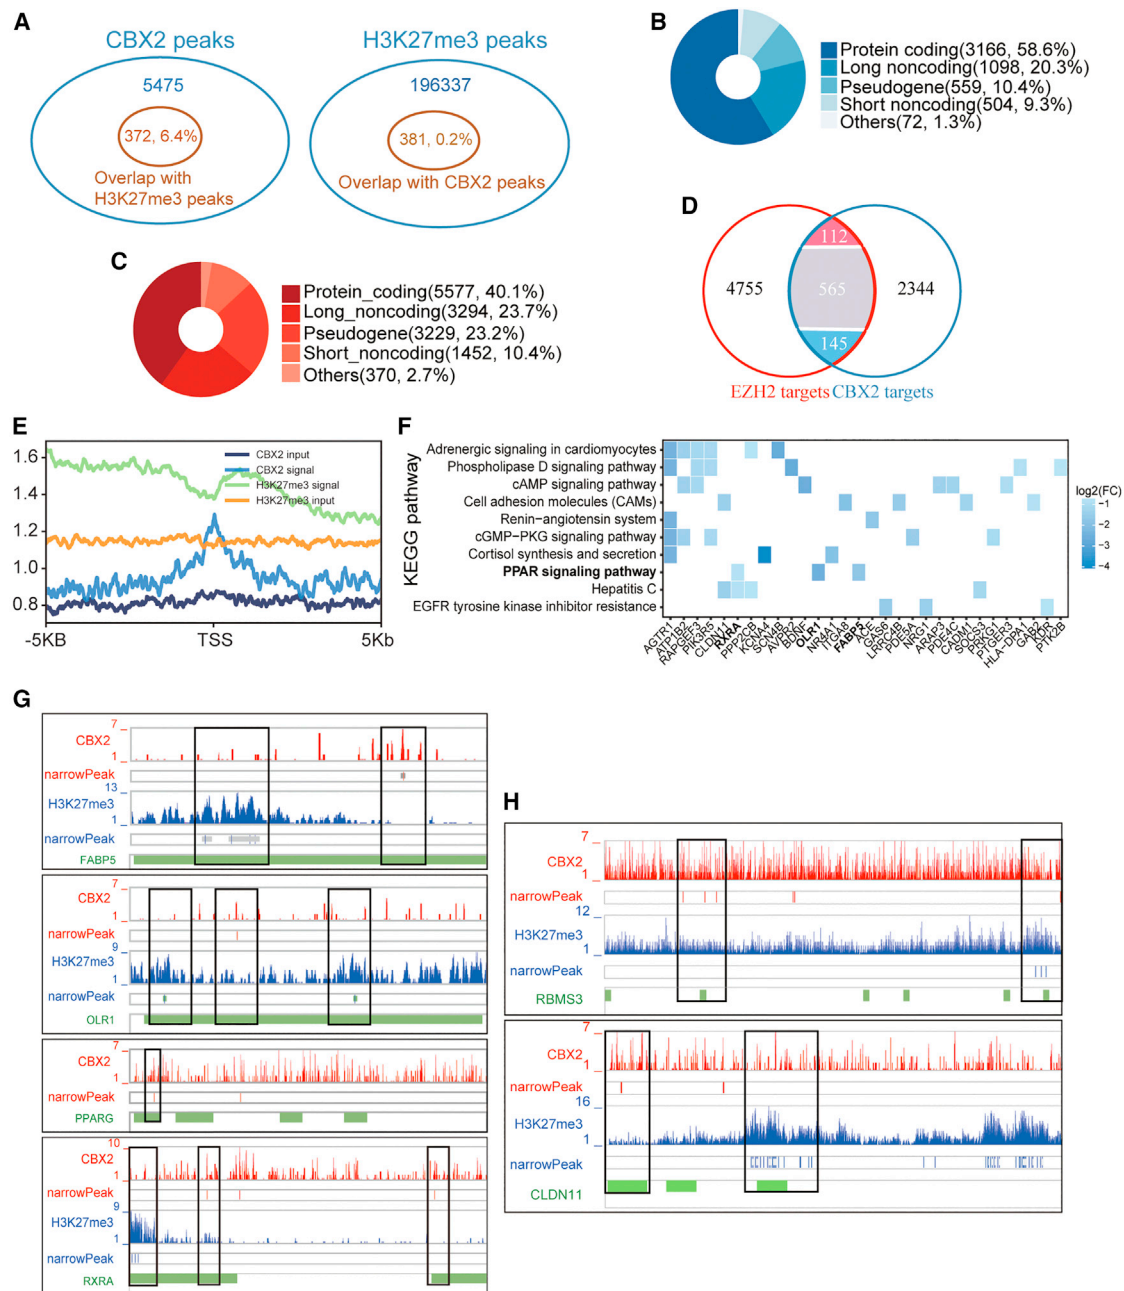 A
CBX2 peaks
H3K27me3 peaks
5475
196337
372, 6.4%
381, 0.2%
Overlap with
H3K27me3 peaks
Overlap with CBX2 peaks
B
Protein coding(3166, 58.6%)
Long noncoding(1098, 20.3%)
Pseudogene(559, 10.4%)
Short noncoding(504, 9.3%)
Others(72, 1.3%)
C
Protein_coding(5577, 40.1%)
Long_noncoding(3294, 23.7%)
Pseudogene(3229, 23.2%)
Short_noncoding(1452, 10.4%)
Others(370, 2.7%)
D
112
4755
565
2344
145
EZH2 targets
CBX2 targets
E
1.6
1.4
1.2
1.0
0.8
-5KB
TSS
5Kb
CBX2 input
CBX2 signal
H3K27me3 signal
H3K27me3 input
F
KEGG pathway
Adrenergic signaling in cardiomyocytes
Phospholipase D signaling pathway
cAMP signaling pathway
Cell adhesion molecules (CAMs)
Renin−angiotensin system
cGMP−PKG signaling pathway
Cortisol synthesis and secretion
PPAR signaling pathway
Hepatitis C
EGFR tyrosine kinase inhibitor resistance
AGTR1
ATP1B2
RAPGEF3
PIK3R5
CLDN11
RXRA
PPP2CB
KCNA4
SCN4B
AVPR2
BDNF
OLR1
NR4A1
ITGA8
FABP5
ACE
GAS6
LRRC4B
PDE5A
NRG1
ARAP3
PDE4C
CADM1
SOCS3
PRKG1
PTGER3
HLA−DPA1
GAB2
KDR
PTK2B
log2(FC)
−1
−2
−3
−4
G
7
CBX2
1
narrowPeak
13
H3K27me3
1
narrowPeak
FABP5
7
CBX2
1
narrowPeak
9
H3K27me3
1
narrowPeak
OLR1
7
CBX2
1
narrowPeak
PPARG
10
CBX2
1
narrowPeak
9
H3K27me3
1
narrowPeak
RXRA
H
7
CBX2
1
narrowPeak
12
H3K27me3
1
narrowPeak
RBMS3
7
CBX2
1
narrowPeak
16
H3K27me3
1
narrowPeak
CLDN11